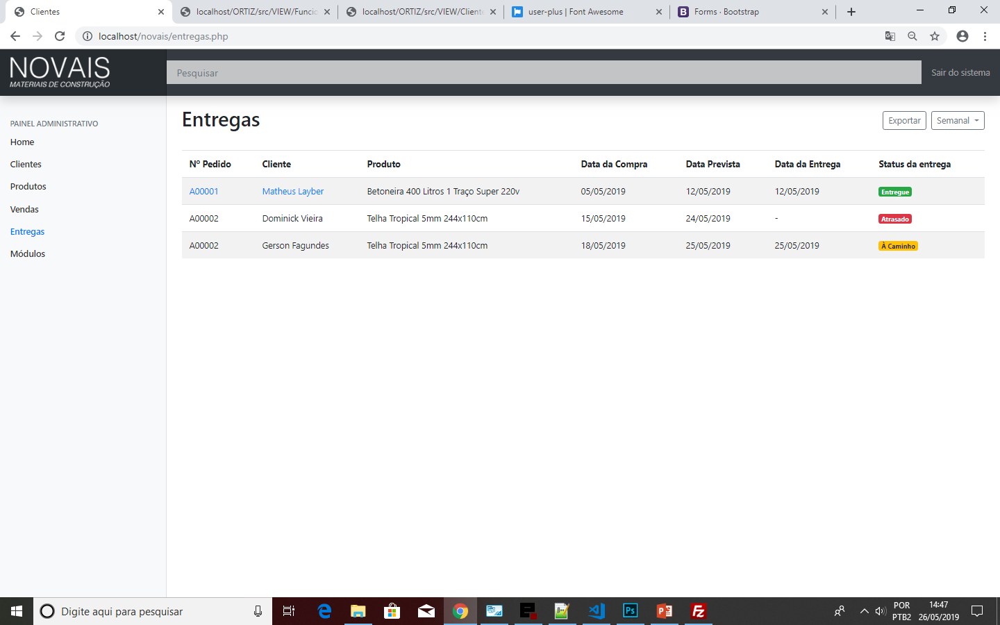 Clientes
localhost/ORTIZ/src/VIEW/Funcio
localhost/ORTIZ/src/VIEW/Cliente
user-plus | Font Awesome
Forms · Bootstrap
localhost/novais/entregas.php
NOVAIS
MATERIAIS DE CONSTRUÇÃO
Pesquisar
Sair do sistema
PAINEL ADMINISTRATIVO
Home
Clientes
Produtos
Vendas
Entregas
Módulos
Entregas
Exportar
Semanal
Nº Pedido Cliente Produto Data da Compra Data Prevista Data da Entrega Status da entrega
A00001 Matheus Layber Betoneira 400 Litros 1 Traço Super 220v 05/05/2019 12/05/2019 12/05/2019 Entregue
A00002 Dominick Vieira Telha Tropical 5mm 244x110cm 15/05/2019 24/05/2019 - Atrasado
A00002 Gerson Fagundes Telha Tropical 5mm 244x110cm 18/05/2019 25/05/2019 25/05/2019 À Caminho
Digite aqui para pesquisar
POR
PTB2
14:47
26/05/2019